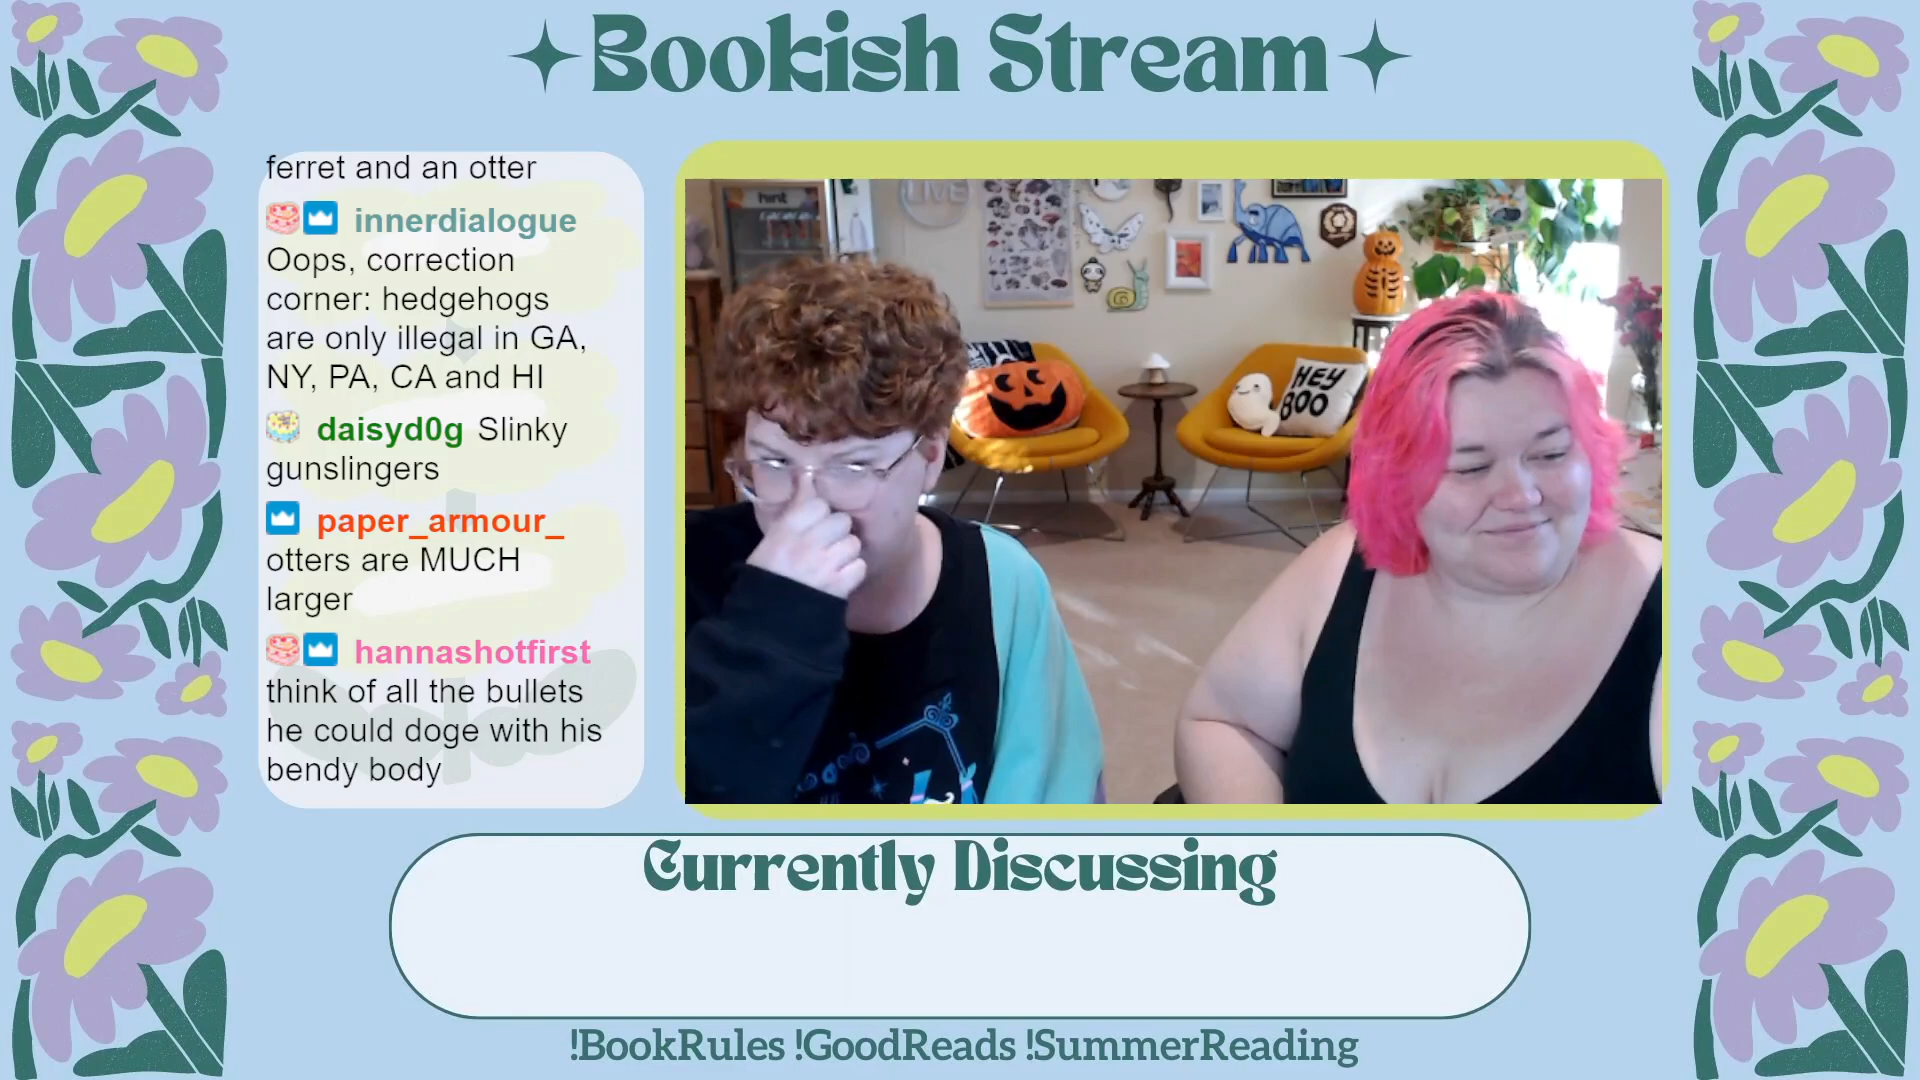 Bookish Stream
ferret and an otter
innerdialogue
Oops, correction
corner: hedgehogs
are only illegal in GA,
NY, PA, CA and HI
daisyd0g Slinky
gunslingers
paper_armour_
otters are MUCH
larger
hannashotfirst
think of all the bullets
he could doge with his
bendy body
hint
LIVE
HEY
BOO
Currently Discussing
!BookRules !GoodReads !SummerReading